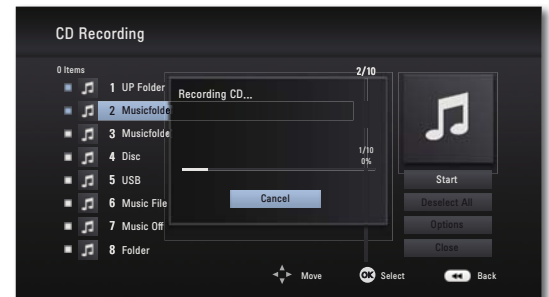 CD Recording
0 Items
2/10
1 UP Folder
2 Musicfolde
3 Musicfolde
4 Disc
5 USB
6 Music File
7 Music Off
8 Folder
Recording CD...
1/10
0%
Cancel
Start
Deselect All
Options
Close
Move
OK Select
Back